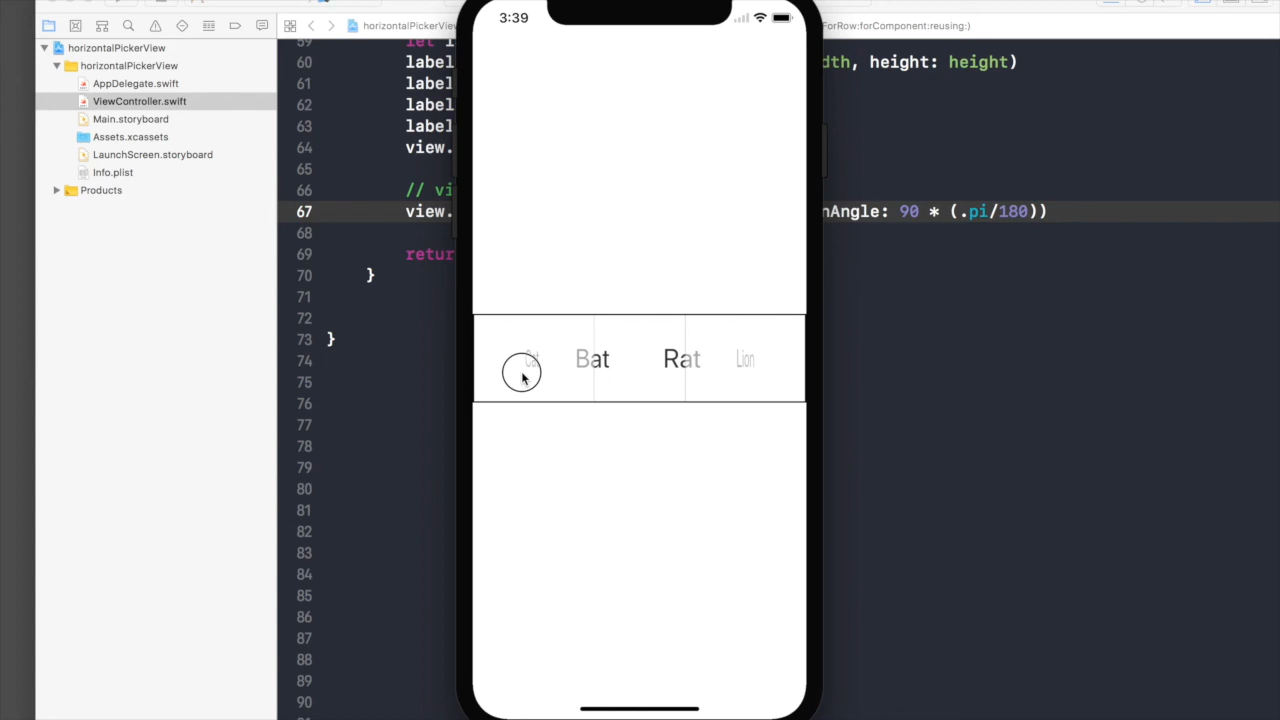 3:39
horizontalPickerVie
ForRow:forComponent:reusing:)
horizontalPickerView
horizontalPickerView
AppDelegate.swift
ViewController.swift
Main.storyboard
Assets.xcassets
LaunchScreen.storyboard
Info.plist
Products
59 let l
60 label dth, height: height)
61 label
62 label
63 label
64 view.
65
66 // vi
67 view. nAngle: 90 * (.pi/180))
68
69 retur
70 }
71
72
73 }
74
75
76
77
78
79
80
81
82
83
84
85
86
87
88
89
90
Cat Bat Rat Lion